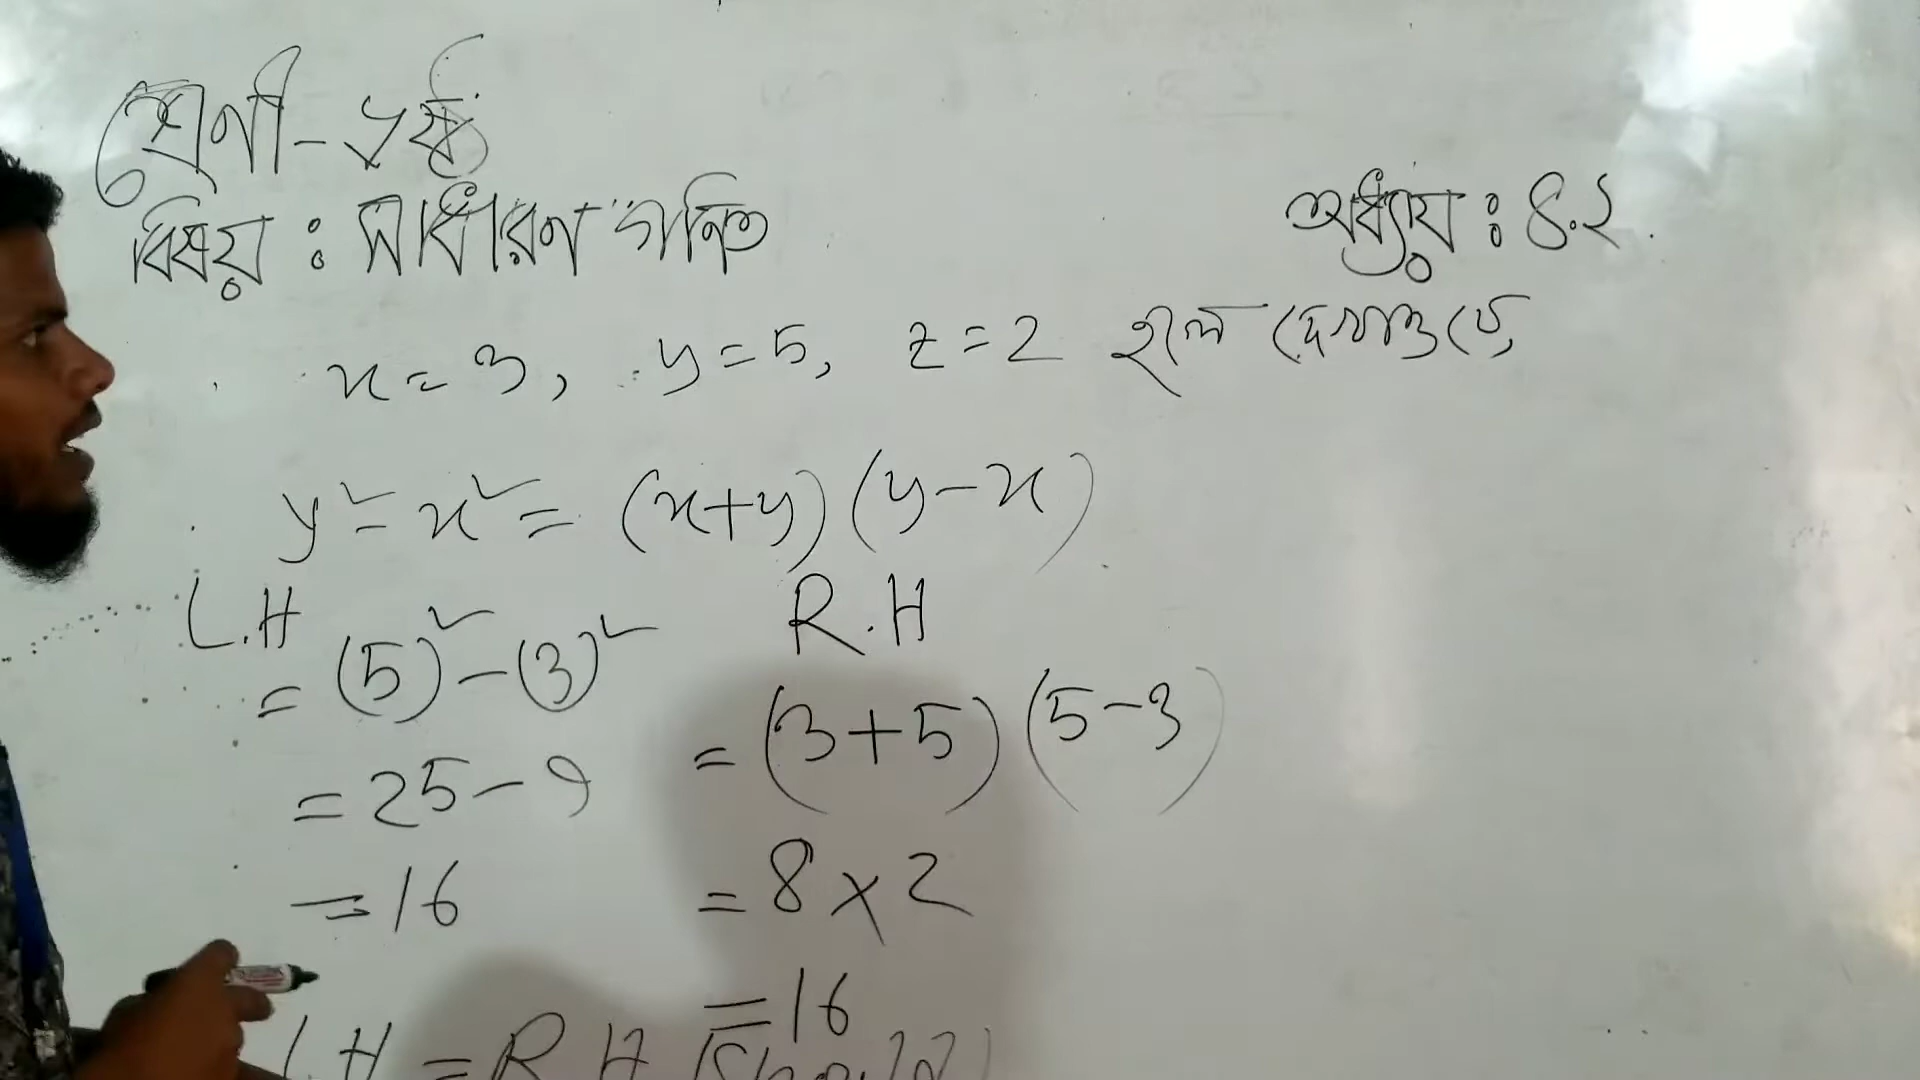 শ্রেণী - ৬ষ্ঠ
বিষয় : সাধারণ গনিত
অধ্যায় : ৪.২
x = 3, y = 5, z = 2 হলে দেখাও যে,
y² - x² = (x+y) (y-x)
L.H
= (5)² - (3)²
= 25 - 9
= 16
R.H
= (3+5) (5-3)
= 8 × 2
= 16
L.H = R.H